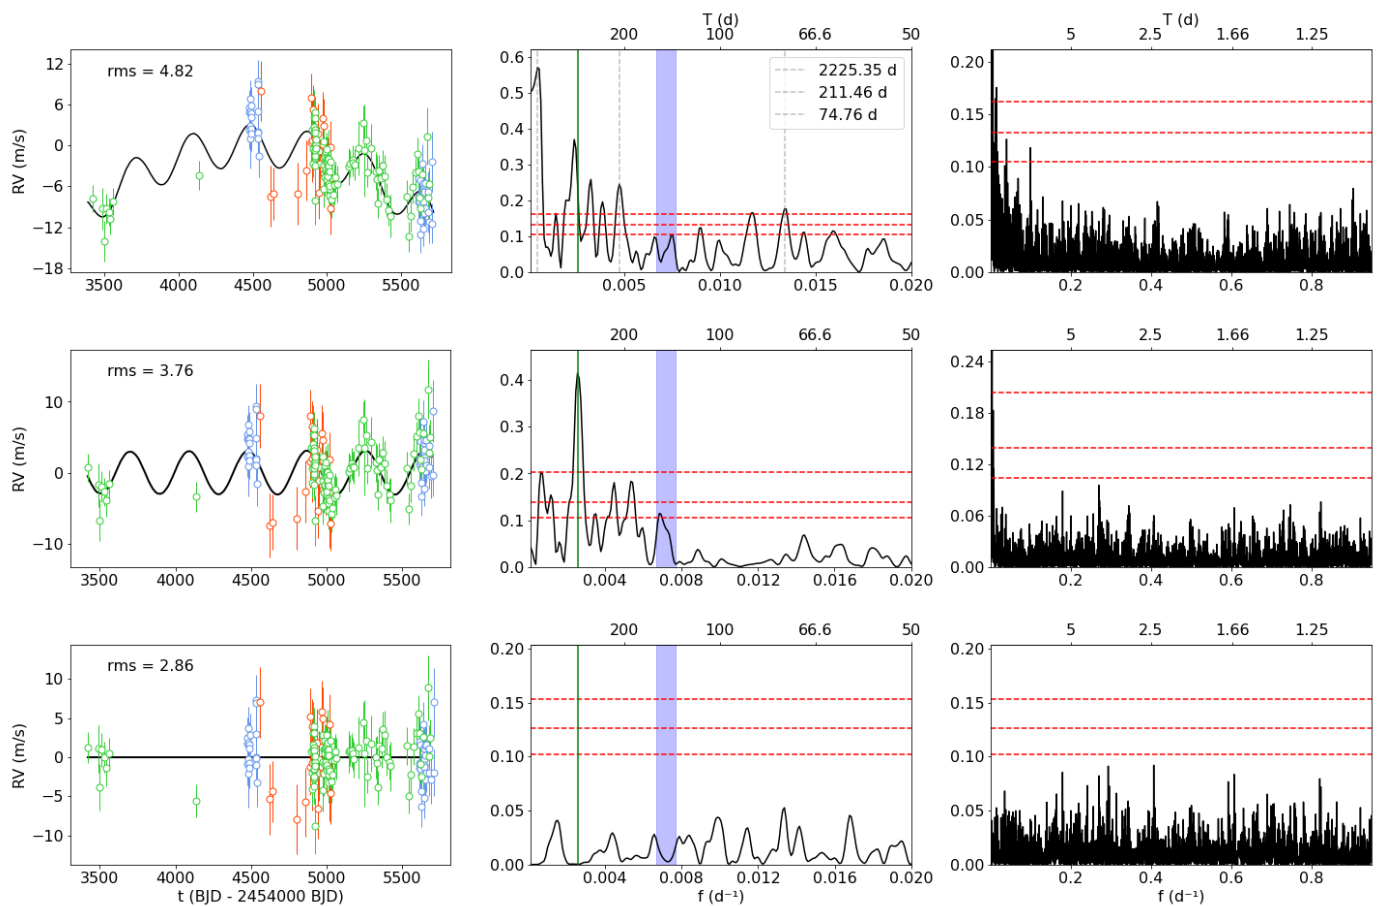 T (d)
T (d)
200 100 66.6 50
5 2.5 1.66 1.25
rms = 4.82
RV (m/s)
12
6
0
−6
−12
−18
3500 4000 4500 5000 5500
0.6
0.5
0.4
0.3
0.2
0.1
0.0
2225.35 d
211.46 d
74.76 d
0.005 0.010 0.015 0.020
0.20
0.15
0.10
0.05
0.00
0.2 0.4 0.6 0.8
200 100 66.6 50
5 2.5 1.66 1.25
rms = 3.76
RV (m/s)
10
0
−10
3500 4000 4500 5000 5500
0.4
0.3
0.2
0.1
0.0
0.004 0.008 0.012 0.016 0.020
0.24
0.18
0.12
0.06
0.00
0.2 0.4 0.6 0.8
200 100 66.6 50
5 2.5 1.66 1.25
rms = 2.86
RV (m/s)
10
5
0
−5
−10
3500 4000 4500 5000 5500
t (BJD - 2454000 BJD)
0.20
0.15
0.10
0.05
0.00
0.004 0.008 0.012 0.016 0.020
f (d⁻¹)
0.20
0.15
0.10
0.05
0.00
0.2 0.4 0.6 0.8
f (d⁻¹)